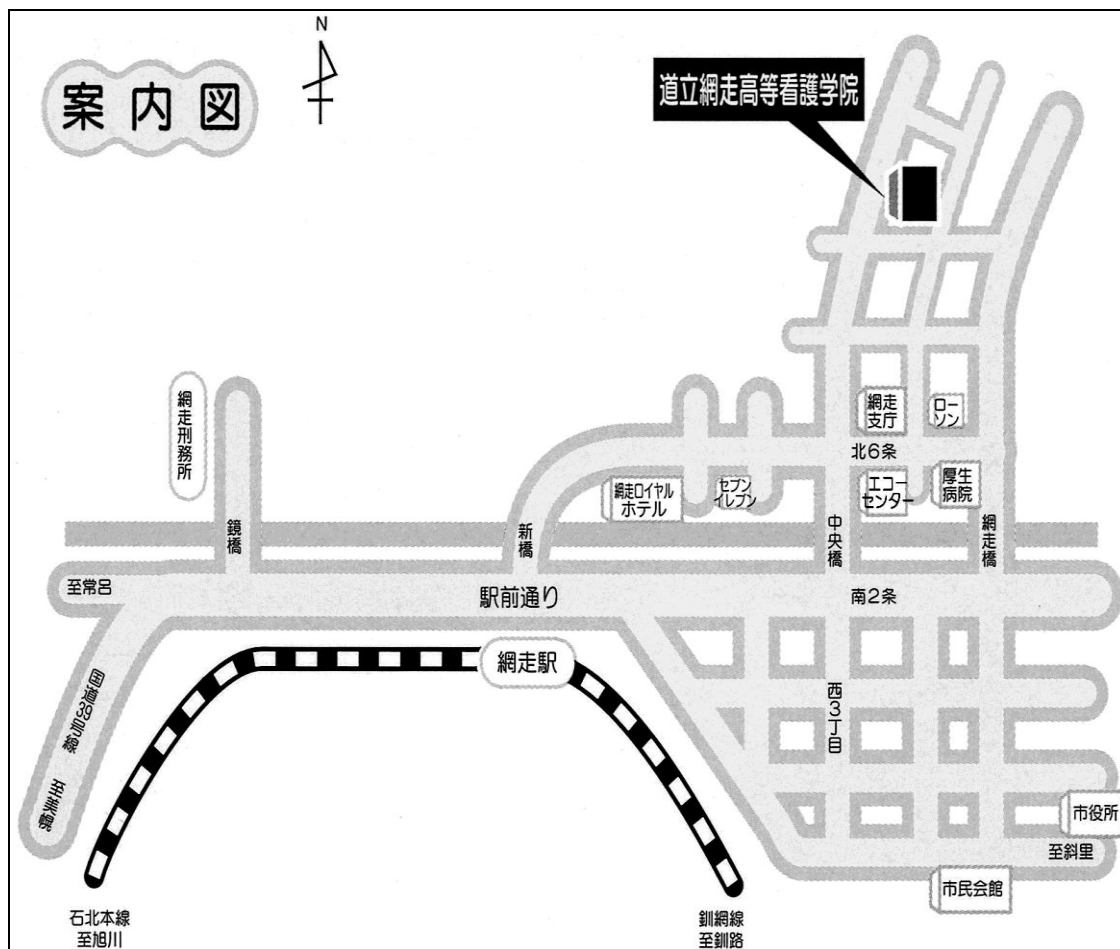 N
案内図
道立網走高等看護学院
網走
支庁
ロー
ソン
網走刑務所
北6条
網走ロイヤル
ホテル
セブン
イレブン
エコー
センター
厚生
病院
鏡橋
新橋
中央橋
網走橋
至常呂
駅前通り
南2条
網走駅
国道39号線 至美幌
西3丁目
市役所
至斜里
市民会館
石北本線
至旭川
釧網線
至釧路